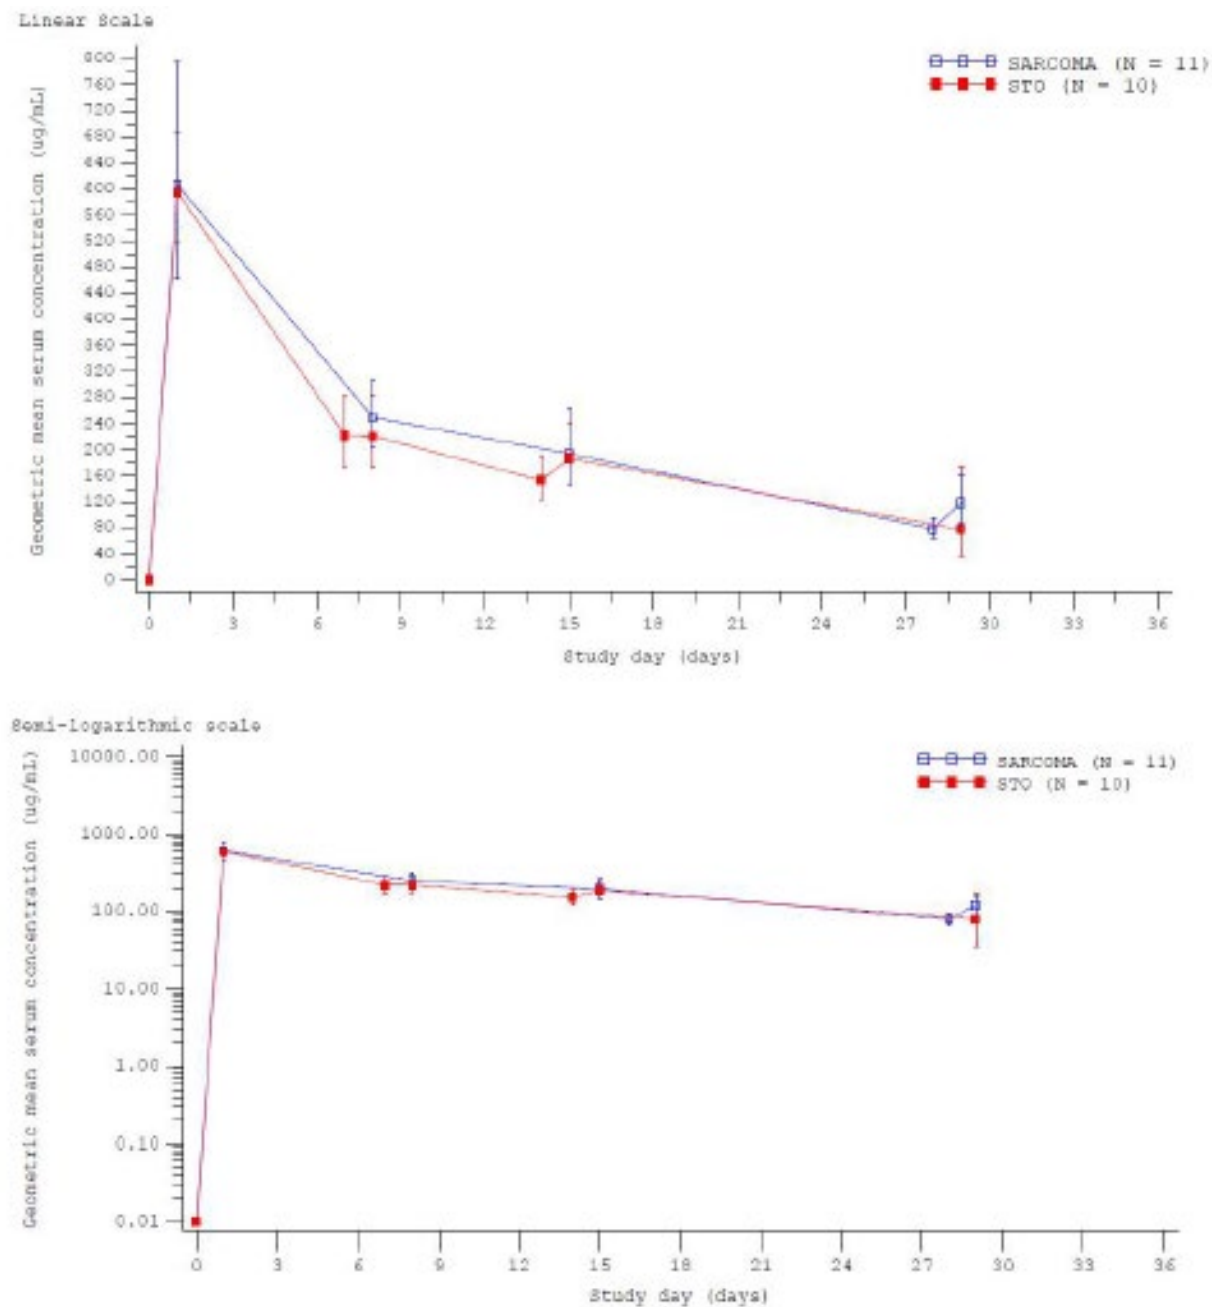 Linear Scale
Geometric mean serum concentration (ug/mL)
800
760
720
680
640
600
560
520
480
440
400
360
320
280
240
200
160
120
80
40
0
SARCOMA (N = 11)
STO (N = 10)
0 3 6 9 12 15 18 21 24 27 30 33 36
Study day (days)
Semi-logarithmic scale
Geometric mean serum concentration (ug/mL)
10000.00
1000.00
100.00
10.00
1.00
0.10
0.01
SARCOMA (N = 11)
STO (N = 10)
0 3 6 9 12 15 18 21 24 27 30 33 36
Study day (days)